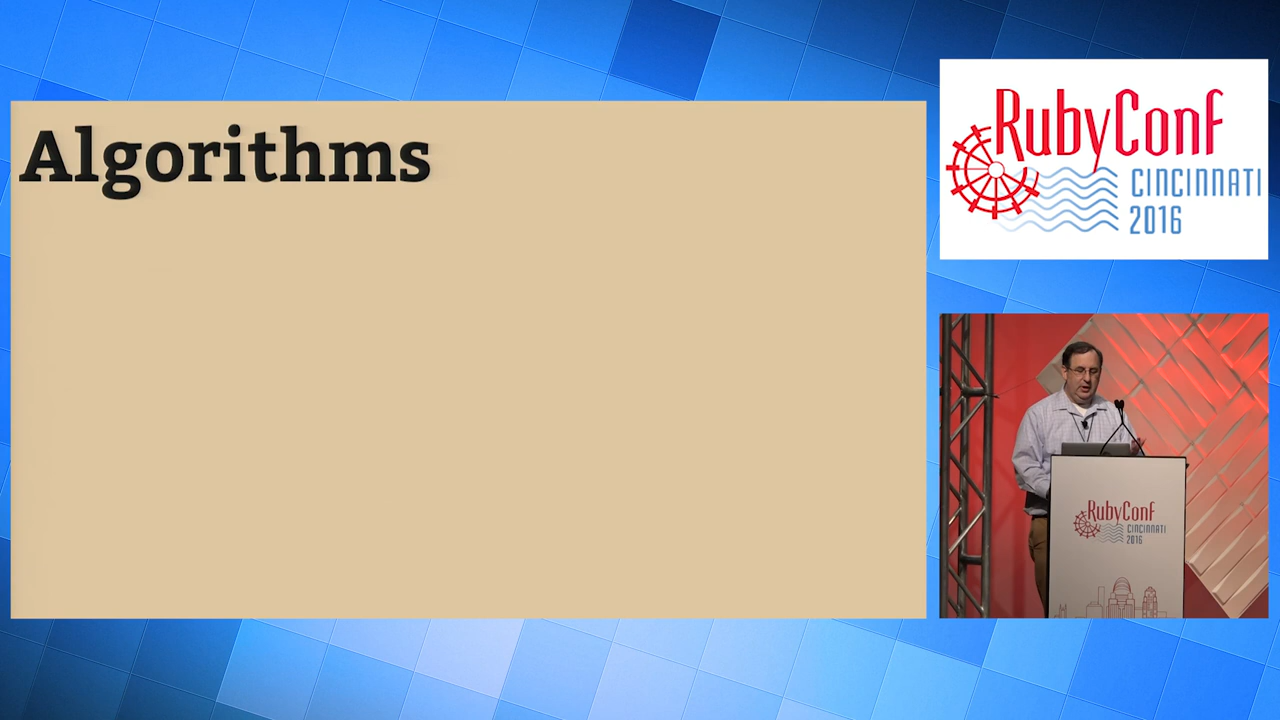 Algorithms
RubyConf
CINCINNATI
2016
RubyConf
CINCINNATI
2016